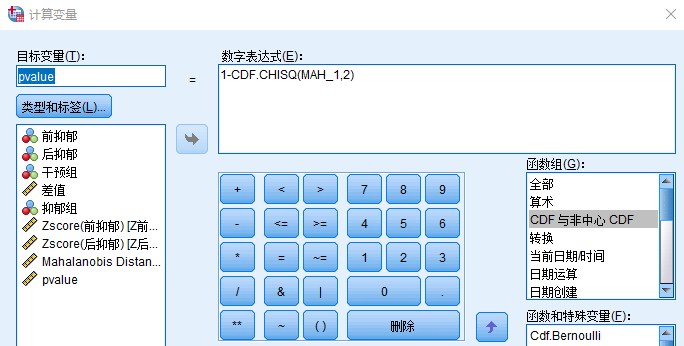 计算变量
目标变量(T):
pvalue
=
类型和标签(L)...
前抑郁
后抑郁
干预组
差值
抑郁组
Zscore(前抑郁) [Z前...
Zscore(后抑郁) [Z后...
Mahalanobis Distan...
pvalue
数字表达式(E):
1-CDF.CHISQ(MAH_1,2)
+ < > 7 8 9
- <= >= 4 5 6
* = ~= 1 2 3
/ & | 0 .
** ~ ( ) 删除
函数组(G):
全部
算术
CDF 与非中心 CDF
转换
当前日期/时间
日期运算
日期创建
函数和特殊变量(F):
Cdf.Bernoulli